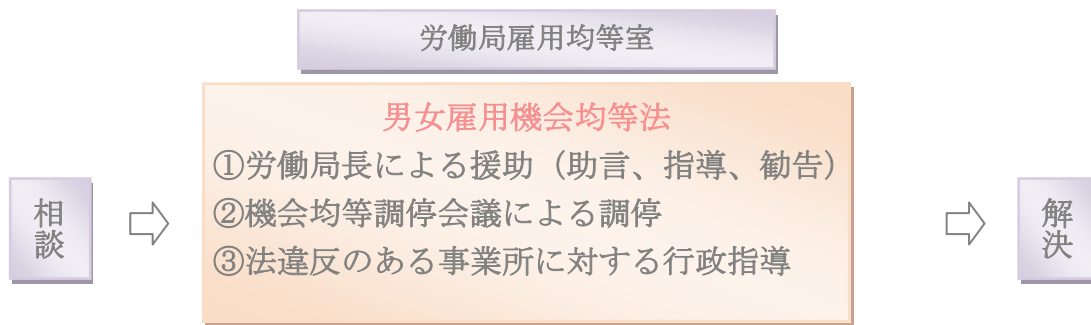 労働局雇用均等室
男女雇用機会均等法
①労働局長による援助（助言、指導、勧告）
②機会均等調停会議による調停
③法違反のある事業所に対する行政指導
相談
解決